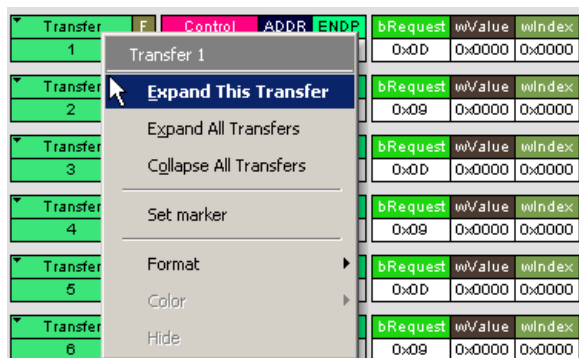 Transfer F Control ADDR ENDP bRequest wValue wIndex
1 0x0D 0x0000 0x0000
Transfer 1
Transfer bRequest wValue wIndex
Expand This Transfer
2 0x09 0x0000 0x0000
Expand All Transfers
Transfer bRequest wValue wIndex
3 0x0D 0x0000 0x0000
Collapse All Transfers
Transfer bRequest wValue wIndex
Set marker
4 0x09 0x0000 0x0000
Transfer bRequest wValue wIndex
Format
5 0x0D 0x0000 0x0000
Color
Transfer bRequest wValue wIndex
Hide
6 0x09 0x0000 0x0000